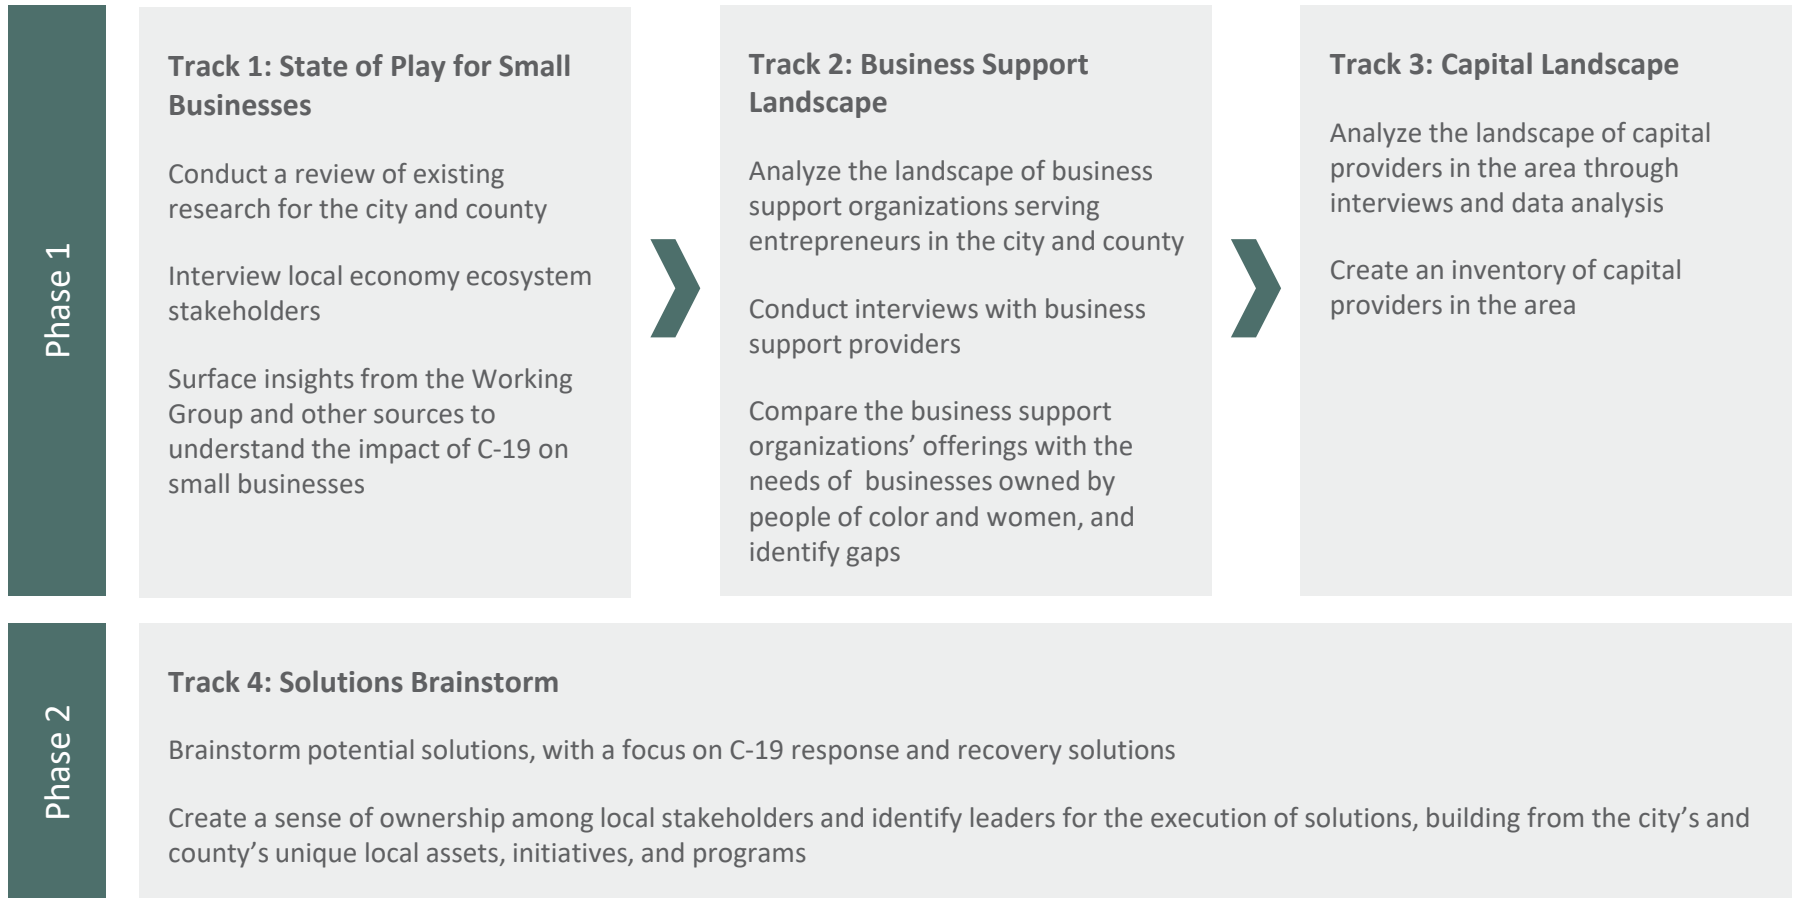 Phase 1
Track 1: State of Play for Small
Businesses
Conduct a review of existing
research for the city and county
Interview local economy ecosystem
stakeholders
Surface insights from the Working
Group and other sources to
understand the impact of C-19 on
small businesses
Track 2: Business Support
Landscape
Analyze the landscape of business
support organizations serving
entrepreneurs in the city and county
Conduct interviews with business
support providers
Compare the business support
organizations’ offerings with the
needs of  businesses owned by
people of color and women, and
identify gaps
Track 3: Capital Landscape
Analyze the landscape of capital
providers in the area through
interviews and data analysis
Create an inventory of capital
providers in the area
Phase 2
Track 4: Solutions Brainstorm
Brainstorm potential solutions, with a focus on C-19 response and recovery solutions
Create a sense of ownership among local stakeholders and identify leaders for the execution of solutions, building from the city’s and
county’s unique local assets, initiatives, and programs